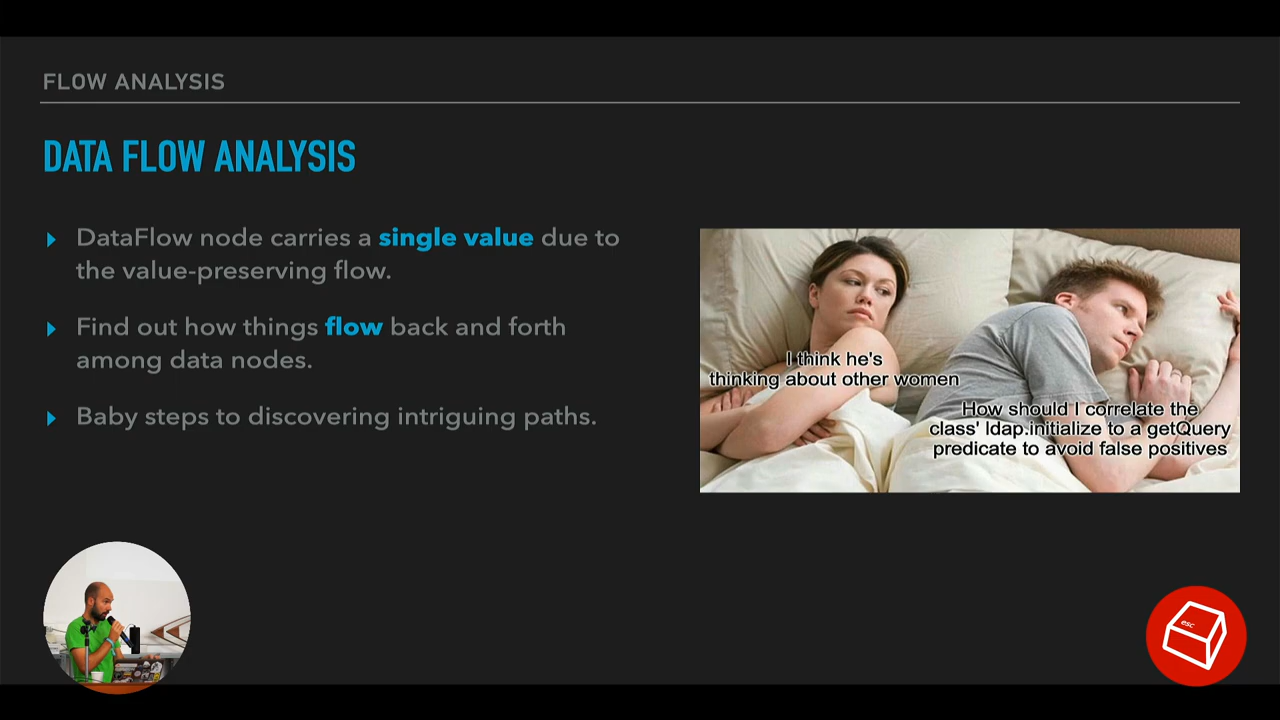 FLOW ANALYSIS
DATA FLOW ANALYSIS
DataFlow node carries a single value due to
the value-preserving flow.
Find out how things flow back and forth
among data nodes.
Baby steps to discovering intriguing paths.
I think he's
thinking about other women
How should I correlate the
class' ldap.initialize to a getQuery
predicate to avoid false positives
esc